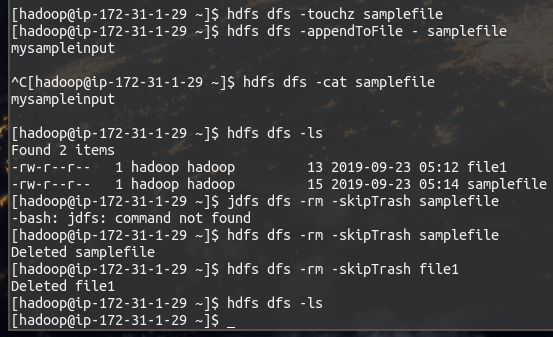 [hadoop@ip-172-31-1-29 ~]$ hdfs dfs -touchz samplefile
[hadoop@ip-172-31-1-29 ~]$ hdfs dfs -appendToFile - samplefile
mysampleinput
^C[hadoop@ip-172-31-1-29 ~]$ hdfs dfs -cat samplefile
mysampleinput
[hadoop@ip-172-31-1-29 ~]$ hdfs dfs -ls
Found 2 items
-rw-r--r--   1 hadoop hadoop         13 2019-09-23 05:12 file1
-rw-r--r--   1 hadoop hadoop         15 2019-09-23 05:14 samplefile
[hadoop@ip-172-31-1-29 ~]$ jdfs dfs -rm -skipTrash samplefile
-bash: jdfs: command not found
[hadoop@ip-172-31-1-29 ~]$ hdfs dfs -rm -skipTrash samplefile
Deleted samplefile
[hadoop@ip-172-31-1-29 ~]$ hdfs dfs -rm -skipTrash file1
Deleted file1
[hadoop@ip-172-31-1-29 ~]$ hdfs dfs -ls
[hadoop@ip-172-31-1-29 ~]$ _